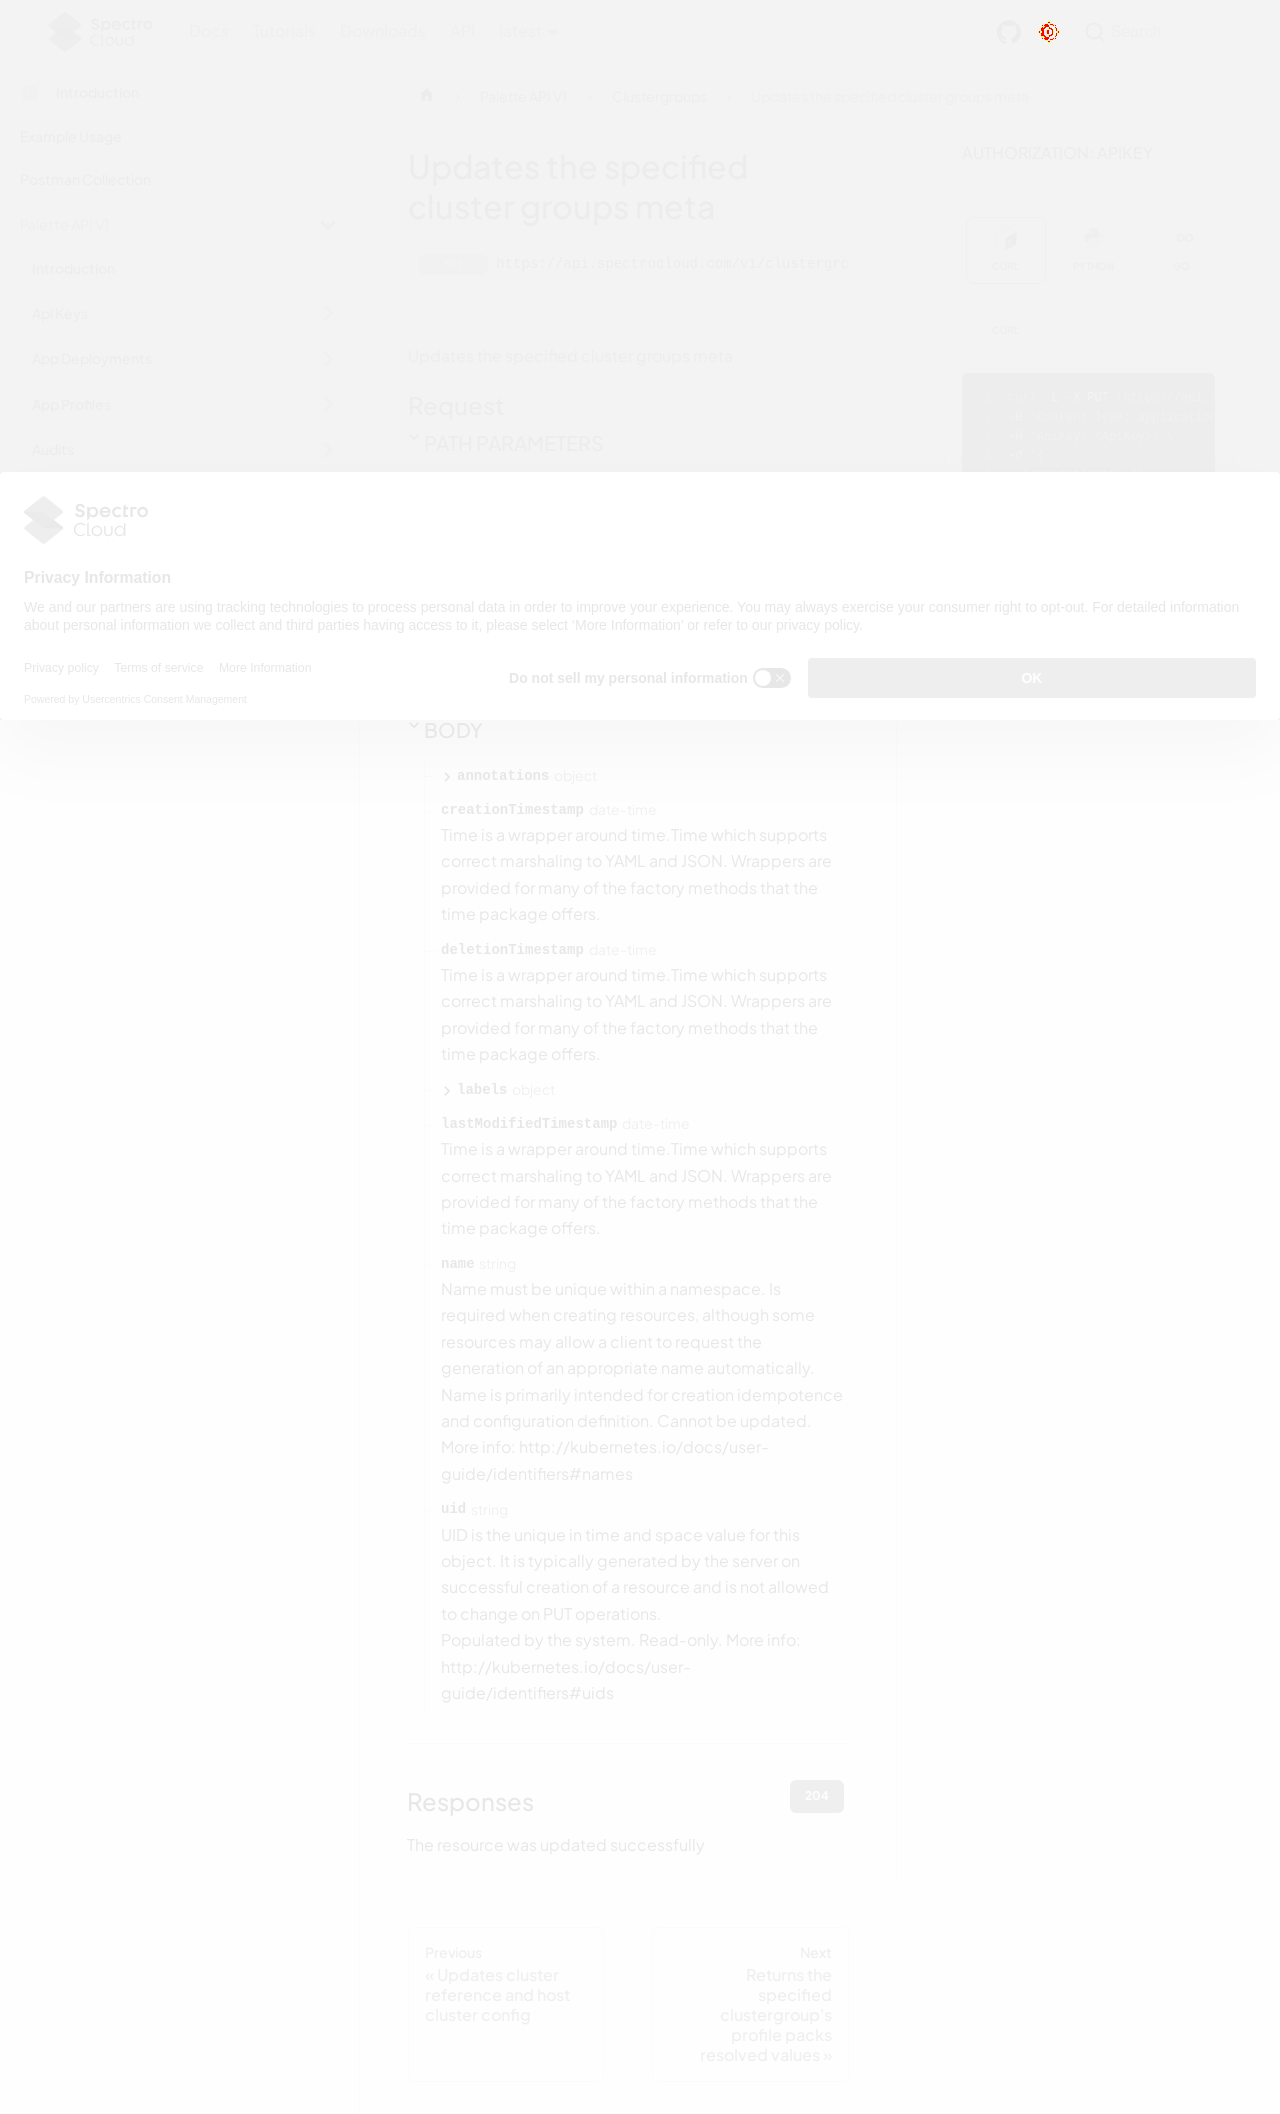 Spectro Cloud
Docs Tutorials Downloads API latest
Search
Introduction
Example Usage
Postman Collection
Palette API V1
Introduction
Api Keys
App Deployments
App Profiles
Audits
Palette API V1
Clustergroups
Updates the specified cluster groups meta
Updates the specified
cluster groups meta
https://api.spectrocloud.com/v1/clustergro
Updates the specified cluster groups meta
Request
PATH PARAMETERS
AUTHORIZATION: APIKEY
CURL
PYTHON
GO
CURL
PUT
Spectro
Cloud
Privacy Information
We and our partners are using tracking technologies to process personal data in order to improve your experience. You may always exercise your consumer right to opt-out. For detailed information
about personal information we collect and third parties having access to it, please select ‘More Information’ or refer to our privacy policy.
Privacy policy Terms of service More Information
Powered by Usercentrics Consent Management
Do not sell my personal information
OK
BODY
annotations object
creationTimestamp date-time
Time is a wrapper around time.Time which supports
correct marshaling to YAML and JSON. Wrappers are
provided for many of the factory methods that the
time package offers.
deletionTimestamp date-time
Time is a wrapper around time.Time which supports
correct marshaling to YAML and JSON. Wrappers are
provided for many of the factory methods that the
time package offers.
labels object
lastModifiedTimestamp date-time
Time is a wrapper around time.Time which supports
correct marshaling to YAML and JSON. Wrappers are
provided for many of the factory methods that the
time package offers.
name string
Name must be unique within a namespace. Is
required when creating resources, although some
resources may allow a client to request the
generation of an appropriate name automatically.
Name is primarily intended for creation idempotence
and configuration definition. Cannot be updated.
More info: http://kubernetes.io/docs/user-
guide/identifiers#names
uid string
UID is the unique in time and space value for this
object. It is typically generated by the server on
successful creation of a resource and is not allowed
to change on PUT operations.
Populated by the system. Read-only. More info:
http://kubernetes.io/docs/user-
guide/identifiers#uids
Responses
204
The resource was updated successfully
Previous
« Updates cluster
reference and host
cluster config
Next
Returns the
specified
clustergroup's
profile packs
resolved values »